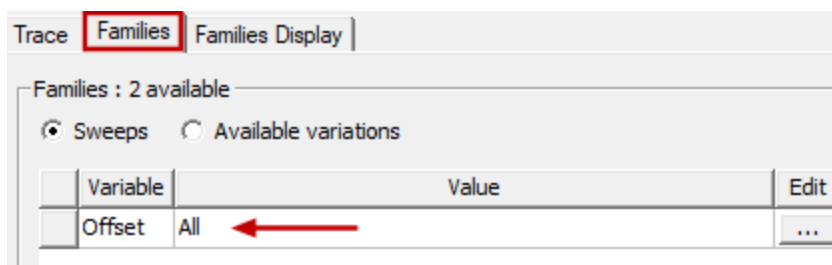 Trace Families Families Display
Families : 2 available
Sweeps Available variations
Variable Value Edit
Offset All ...